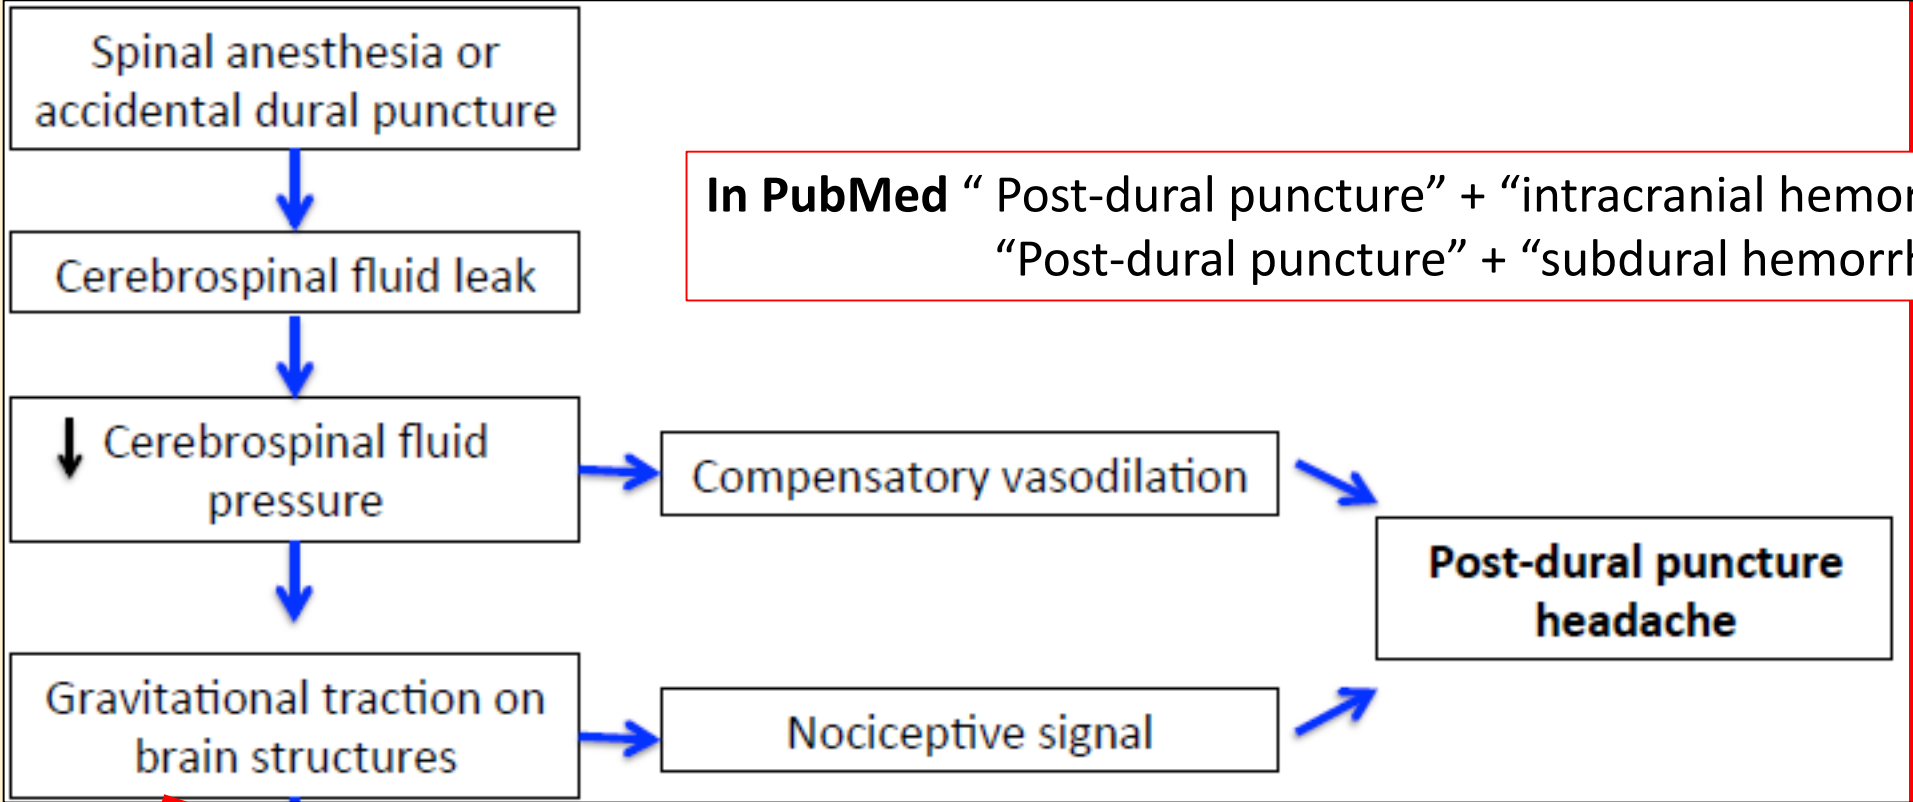 Spinal anesthesia or
accidental dural puncture
In PubMed “ Post-dural puncture” + “intracranial
“Post-dural puncture” + “subdural
Cerebrospinal fluid leak
Cerebrospinal fluid
pressure
Compensatory vasodilation
Post-dural puncture
headache
Gravitational traction on
brain structures
Nociceptive signal